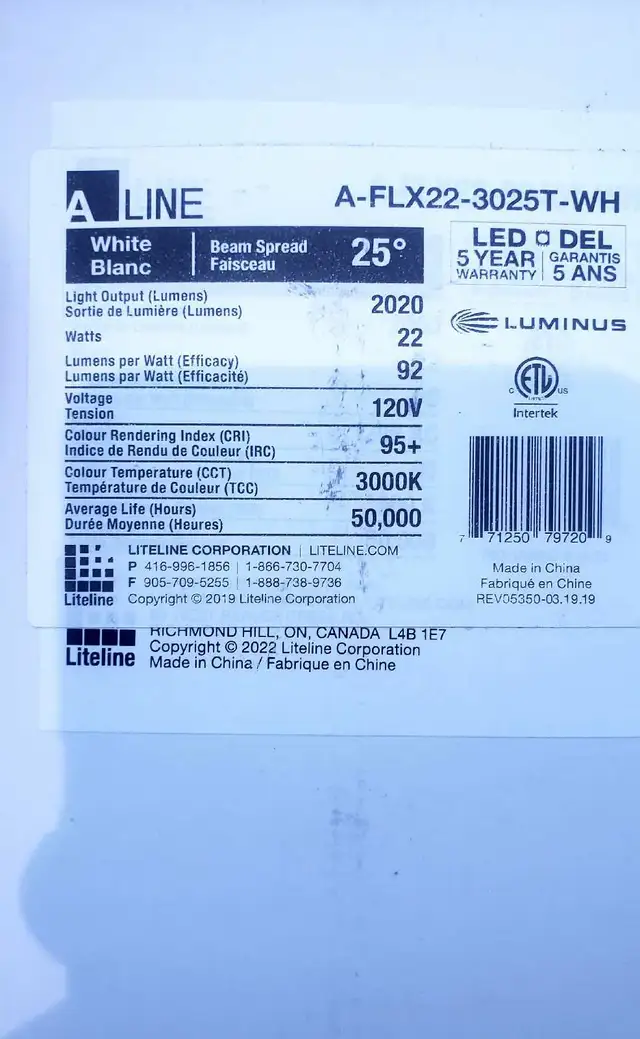 A LINE
A-FLX22-3025T-WH
White
Blanc
Beam Spread
Faisceau
25°
LED DEL
5 YEAR WARRANTY | GARANTIS 5 ANS
Light Output (Lumens)
Sortie de Lumière (Lumens)
2020
Watts
22
Lumens per Watt (Efficacy)
Lumens par Watt (Efficacité)
92
Voltage
Tension
120V
Colour Rendering Index (CRI)
Indice de Rendu de Couleur (IRC)
95+
Colour Temperature (CCT)
Température de Couleur (TCC)
3000K
Average Life (Hours)
Durée Moyenne (Heures)
50,000
LUMINUS
ETL
C US
LISTED
Intertek
7 71250 79720 9
Made in China
Fabriqué en Chine
REV05350-03.19.19
Liteline
LITELINE CORPORATION | LITELINE.COM
P 416-996-1856 | 1-866-730-7704
F 905-709-5255 | 1-888-738-9736
Copyright © 2019 Liteline Corporation
Liteline
RICHMOND HILL, ON, CANADA L4B 1E7
Copyright © 2022 Liteline Corporation
Made in China / Fabrique en Chine